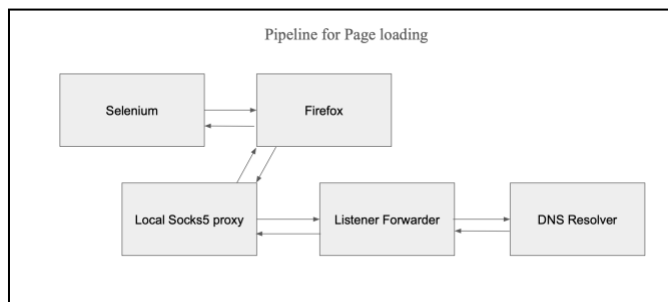 Pipeline for Page loading
Selenium
Firefox
Local Socks5 proxy
Listener Forwarder
DNS Resolver